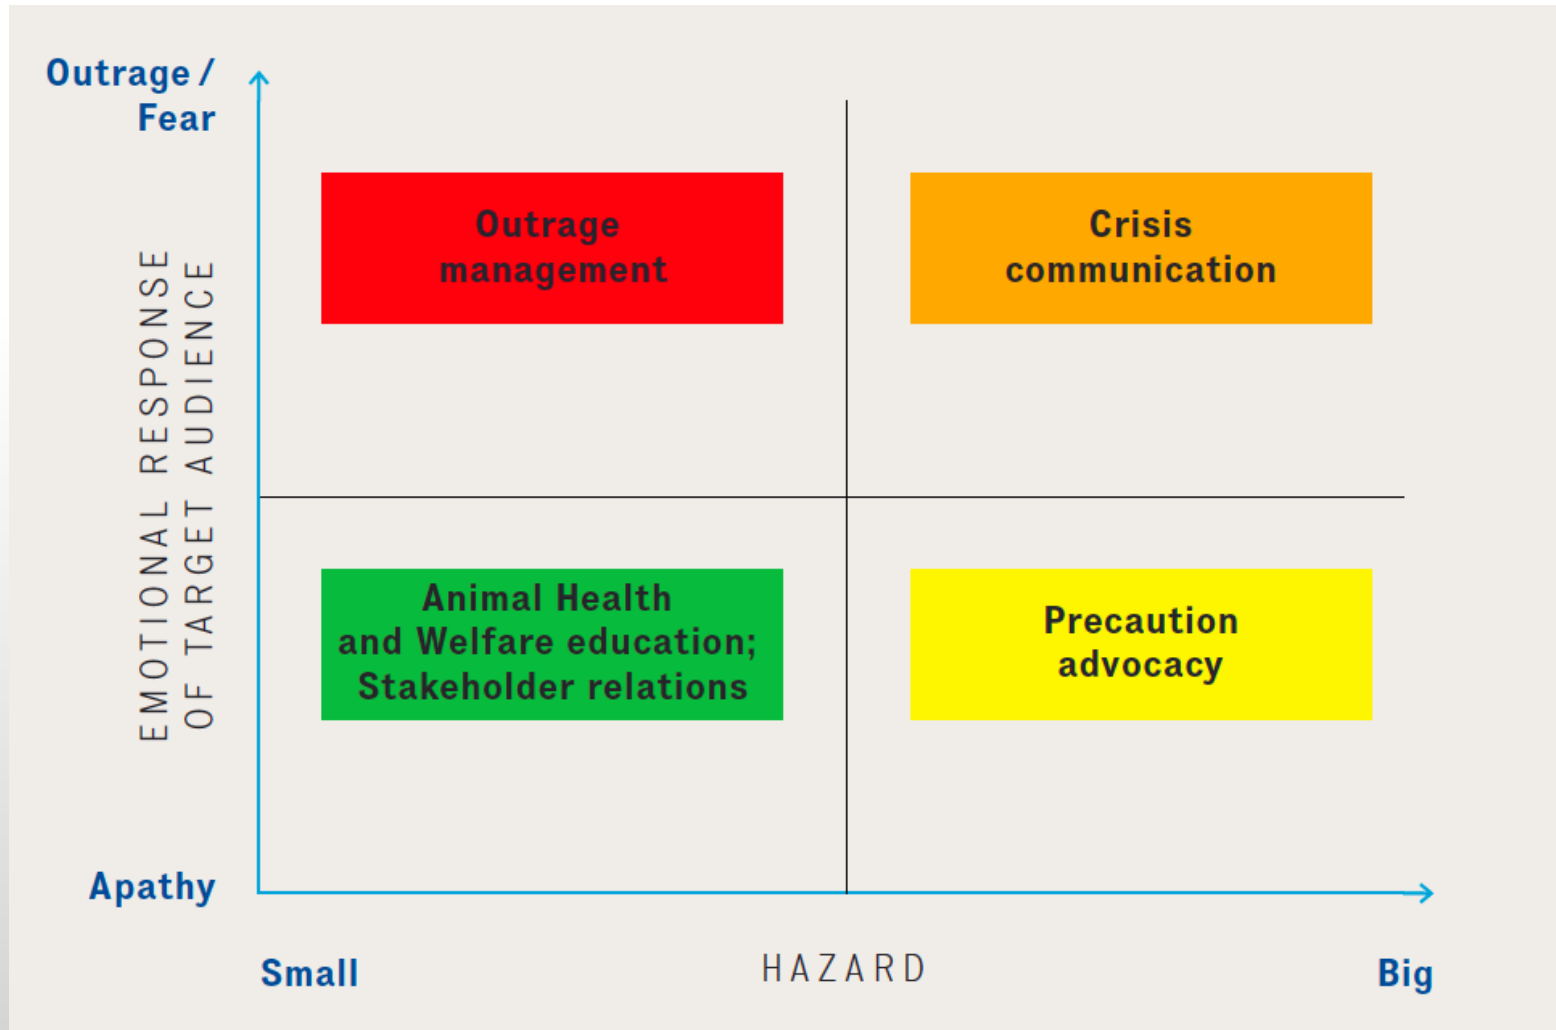 Outrage /
Fear
EMOTIONAL RESPONSE
OF TARGET AUDIENCE
Outrage
management
Crisis
communication
Animal Health
and Welfare education;
Stakeholder relations
Precaution
advocacy
Apathy
Small
HAZARD
Big